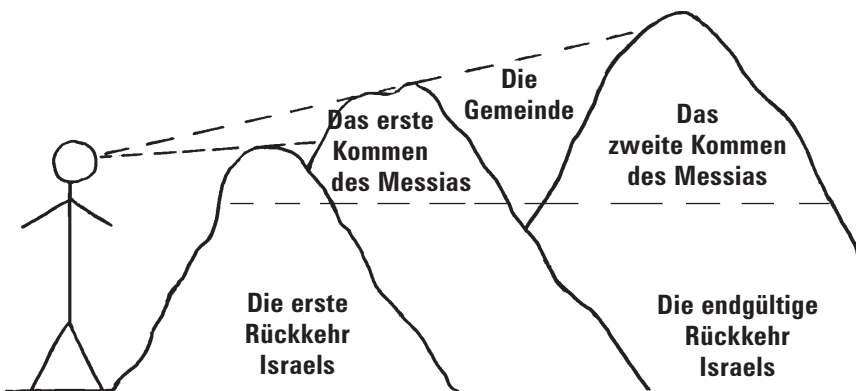 Die
Gemeinde
Das erste
Kommen
des Messias
Das
zweite Kommen
des Messias
Die erste
Rückkehr
Israels
Die endgültige
Rückkehr
Israels